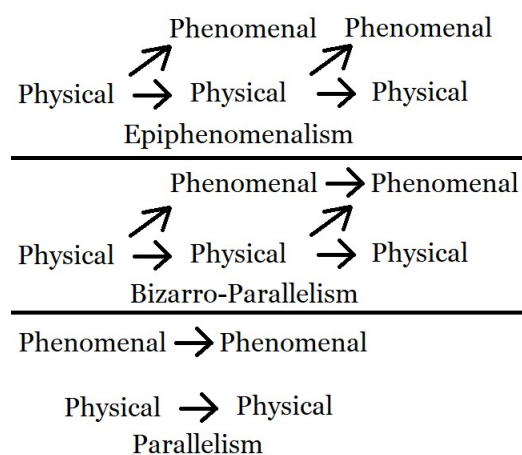 Phenomenal Phenomenal
Physical Physical Physical
Epiphenomenalism
Phenomenal Phenomenal
Physical Physical Physical
Bizarro-Parallelism
Phenomenal Phenomenal
Physical Physical
Parallelism